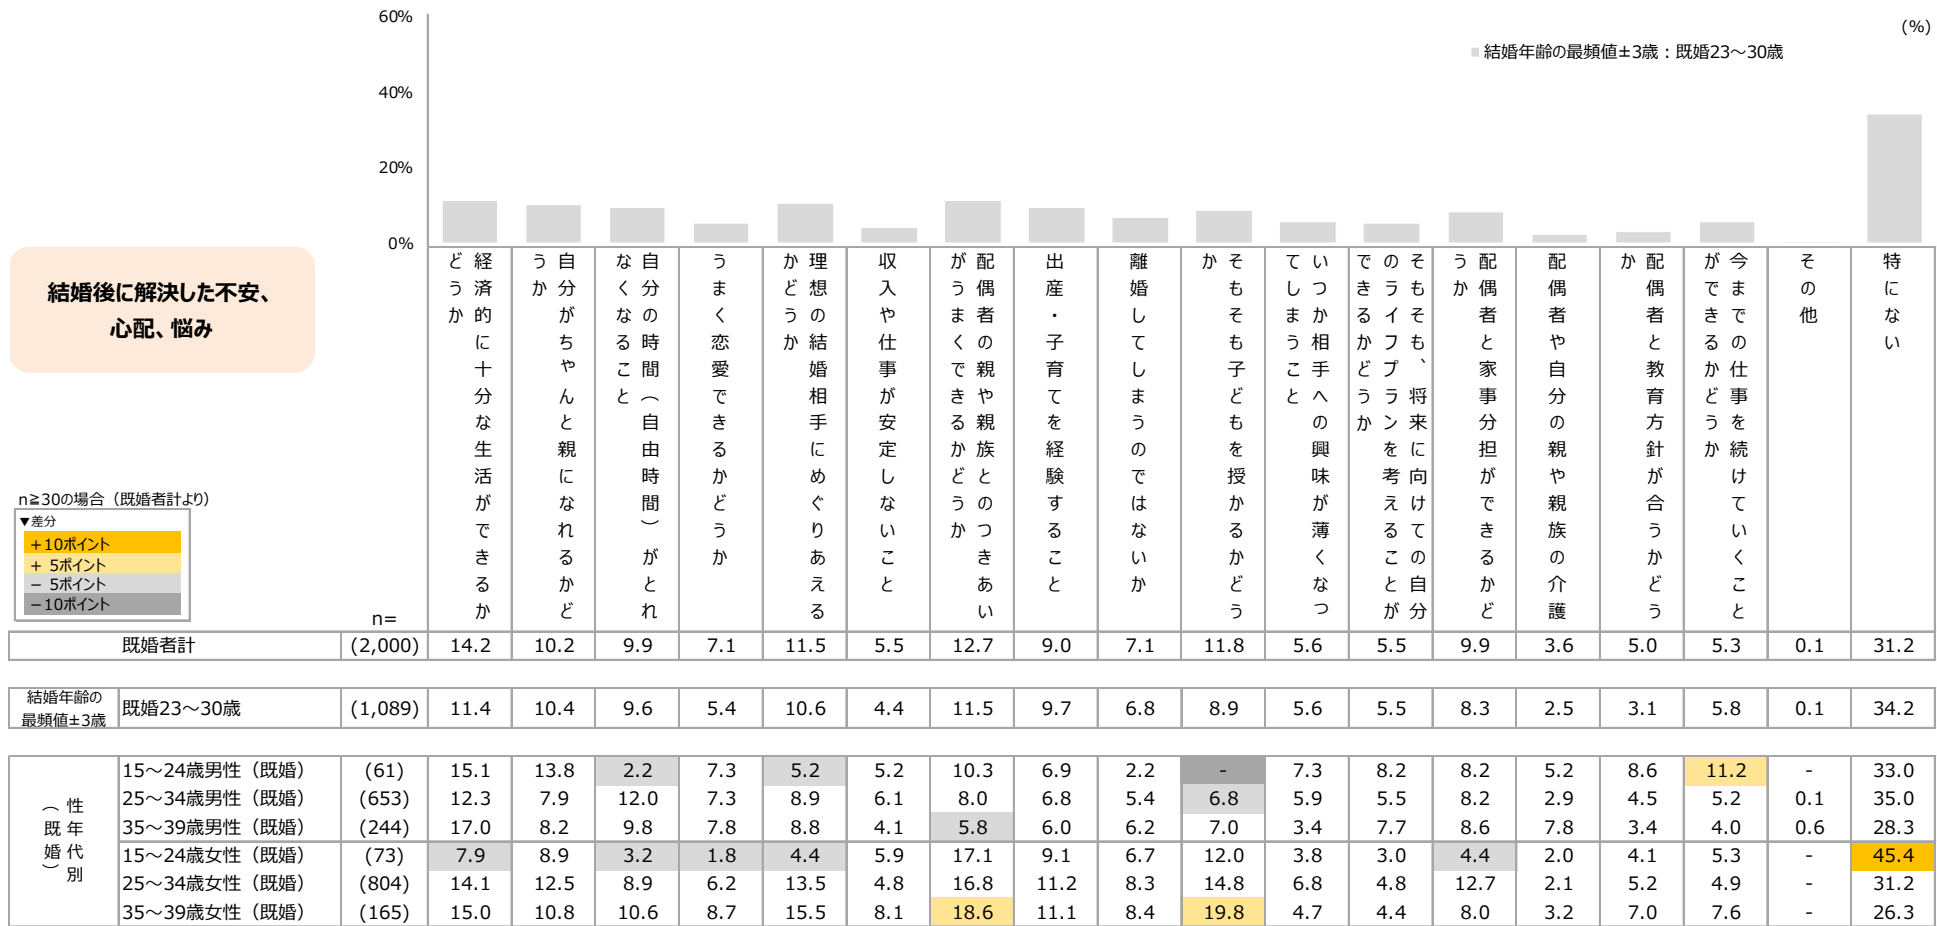 60%
(%)
結婚年齢の最頻値±3歳：既婚23～30歳
40%
20%
0%
結婚後に解決した不安、
心配、悩み
経済的に十分な生活ができるか
どうか
自分がちゃんと親になれるかど
うか
自分の時間（自由時間）がとれ
なくなること
うまく恋愛できるかどうか
理想の結婚相手にめぐりあえる
かどうか
収入や仕事が安定しないこと
配偶者の親や親族とのつきあい
がうまくできるかどうか
出産・子育てを経験すること
離婚してしまうのではないか
そもそも子どもを授かるかどう
か
いつか相手への興味が薄くなっ
てしまうこと
そもそも、将来に向けての自分
のライフプランを考えることが
できるかどうか
配偶者と家事分担ができるかど
うか
配偶者や自分の親や親族の介護
配偶者と教育方針が合うかどう
か
今までの仕事を続けていくこと
ができるかどうか
その他
特にない
n≧30の場合（既婚者計より）
▼差分
+10ポイント
+ 5ポイント
− 5ポイント
−10ポイント
n=
既婚者計 (2,000) 14.2 10.2 9.9 7.1 11.5 5.5 12.7 9.0 7.1 11.8 5.6 5.5 9.9 3.6 5.0 5.3 0.1 31.2
結婚年齢の
最頻値±3歳
既婚23～30歳 (1,089) 11.4 10.4 9.6 5.4 10.6 4.4 11.5 9.7 6.8 8.9 5.6 5.5 8.3 2.5 3.1 5.8 0.1 34.2
性年代別
（既婚）
15～24歳男性（既婚） (61) 15.1 13.8 2.2 7.3 5.2 5.2 10.3 6.9 2.2 - 7.3 8.2 8.2 5.2 8.6 11.2 - 33.0
25～34歳男性（既婚） (653) 12.3 7.9 12.0 7.3 8.9 6.1 8.0 6.8 5.4 6.8 5.9 5.5 8.2 2.9 4.5 5.2 0.1 35.0
35～39歳男性（既婚） (244) 17.0 8.2 9.8 7.8 8.8 4.1 5.8 6.0 6.2 7.0 3.4 7.7 8.6 7.8 3.4 4.0 0.6 28.3
15～24歳女性（既婚） (73) 7.9 8.9 3.2 1.8 4.4 5.9 17.1 9.1 6.7 12.0 3.8 3.0 4.4 2.0 4.1 5.3 - 45.4
25～34歳女性（既婚） (804) 14.1 12.5 8.9 6.2 13.5 4.8 16.8 11.2 8.3 14.8 6.8 4.8 12.7 2.1 5.2 4.9 - 31.2
35～39歳女性（既婚） (165) 15.0 10.8 10.6 8.7 15.5 8.1 18.6 11.1 8.4 19.8 4.7 4.4 8.0 3.2 7.0 7.6 - 26.3